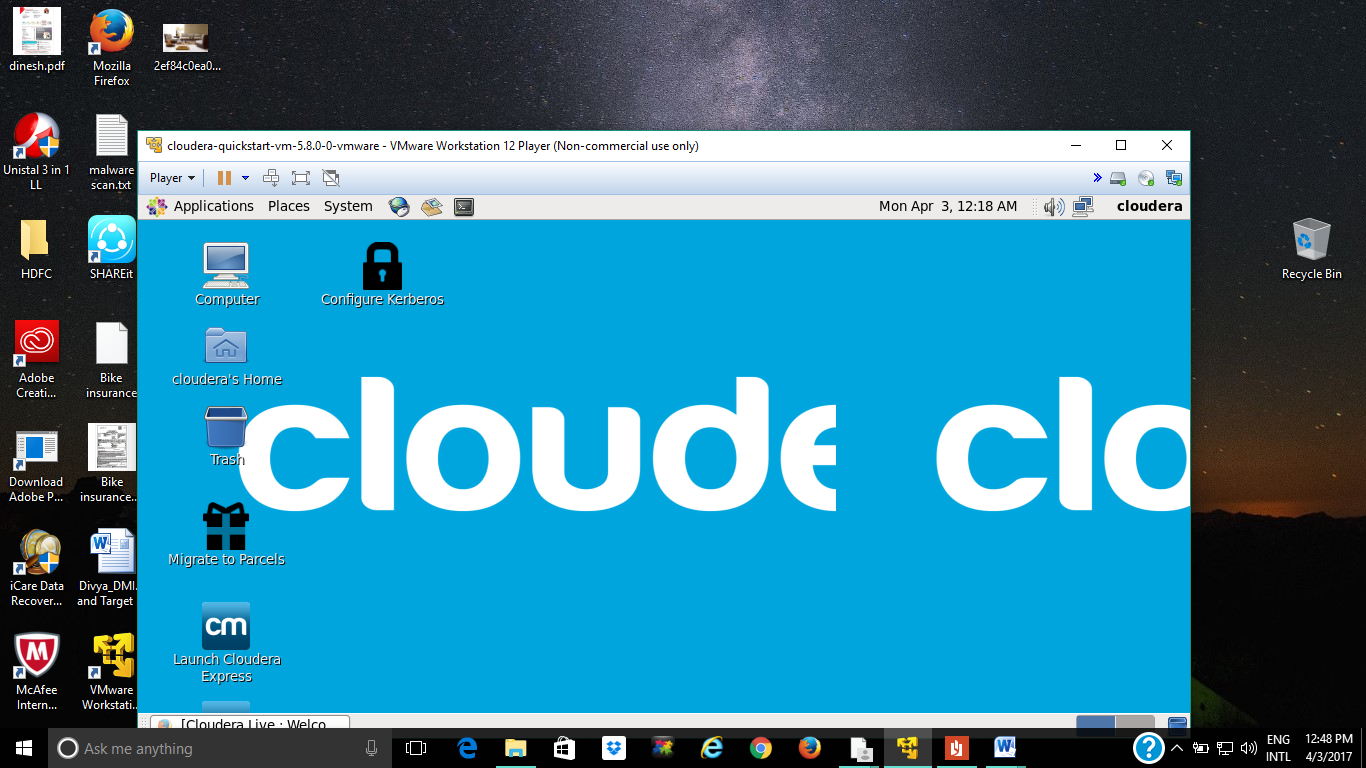 dinesh.pdf
Mozilla
Firefox
2ef84c0ea0...
Unistal 3 in 1
LL
malware
scan.txt
HDFC
SHAREit
Adobe
Creati...
Bike
insurance
Download
Adobe P...
Bike
insurance...
iCare Data
Recover...
Divya_DMI.
and Target
McAfee
Intern...
VMware
Workstati...
Recycle Bin
cloudera-quickstart-vm-5.8.0-0-vmware - VMware Workstation 12 Player (Non-commercial use only)
Player
Applications Places System
Mon Apr 3, 12:18 AM
cloudera
Computer
Configure Kerberos
cloudera's Home
Trash
cloude clo
Migrate to Parcels
cm
Launch Cloudera
Express
[Cloudera Live : Welco...
Ask me anything
ENG
INTL
12:48 PM
4/3/2017